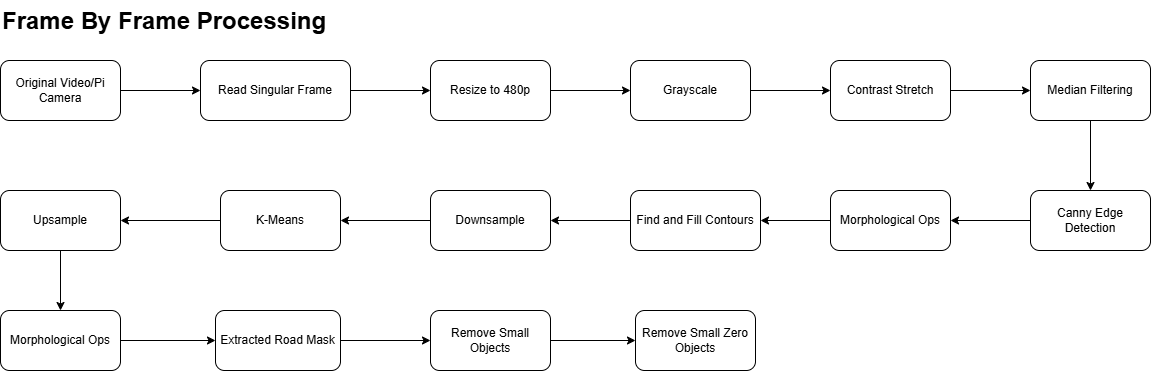 Frame By Frame Processing
Original Video/Pi
Camera
Read Singular Frame
Resize to 480p
Grayscale
Contrast Stretch
Median Filtering
Upsample
K-Means
Downsample
Find and Fill Contours
Morphological Ops
Canny Edge
Detection
Morphological Ops
Extracted Road Mask
Remove Small
Objects
Remove Small Zero
Objects